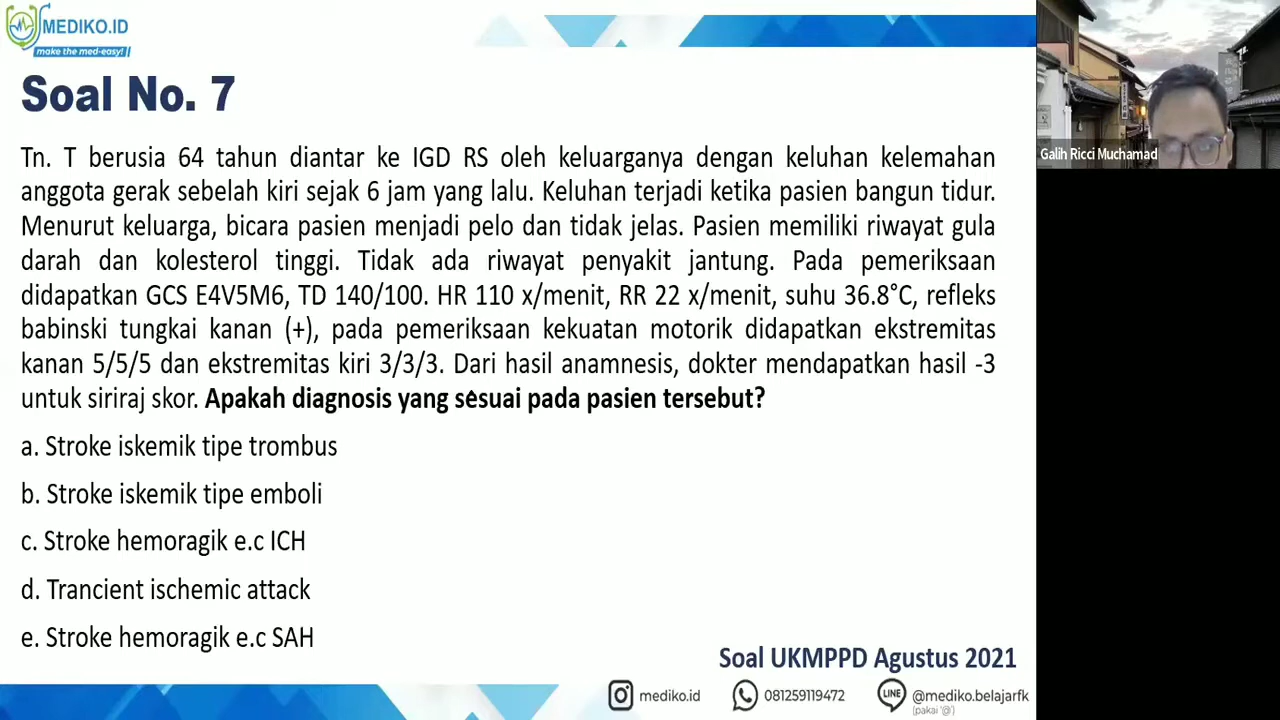 MEDIKO.ID
make the med-easy!
Soal No. 7
Galih Ricci Muchamad
Tn. T berusia 64 tahun diantar ke IGD RS oleh keluarganya dengan keluhan kelemahan
anggota gerak sebelah kiri sejak 6 jam yang lalu. Keluhan terjadi ketika pasien bangun tidur.
Menurut keluarga, bicara pasien menjadi pelo dan tidak jelas. Pasien memiliki riwayat gula
darah dan kolesterol tinggi. Tidak ada riwayat penyakit jantung. Pada pemeriksaan
didapatkan GCS E4V5M6, TD 140/100. HR 110 x/menit, RR 22 x/menit, suhu 36.8°C, refleks
babinski tungkai kanan (+), pada pemeriksaan kekuatan motorik didapatkan ekstremitas
kanan 5/5/5 dan ekstremitas kiri 3/3/3. Dari hasil anamnesis, dokter mendapatkan hasil -3
untuk siriraj skor. Apakah diagnosis yang sesuai pada pasien tersebut?
a. Stroke iskemik tipe trombus
b. Stroke iskemik tipe emboli
c. Stroke hemoragik e.c ICH
d. Trancient ischemic attack
e. Stroke hemoragik e.c SAH
Soal UKMPPD Agustus 2021
mediko.id
081259119472
LINE
@mediko.belajarfk
(pakai '@')